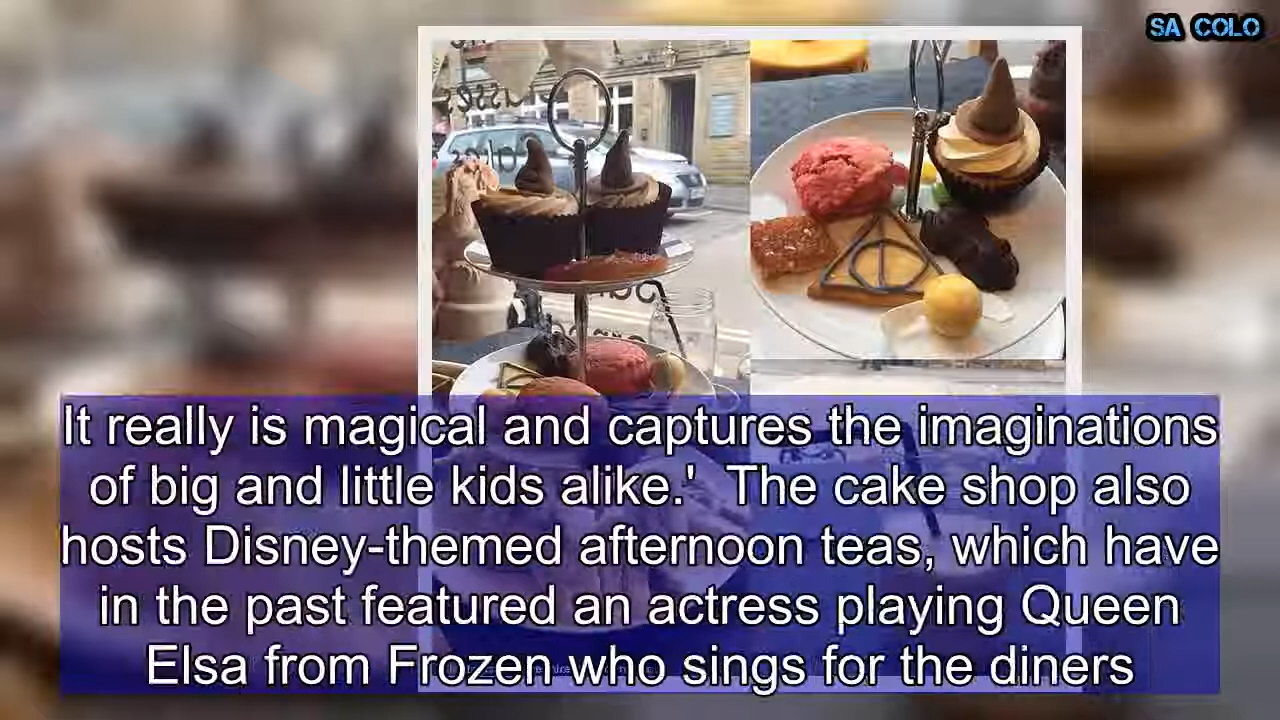 SA COLO
It really is magical and captures the imaginations
of big and little kids alike.'  The cake shop also
hosts Disney-themed afternoon teas, which have
in the past featured an actress playing Queen
Elsa from Frozen who sings for the diners